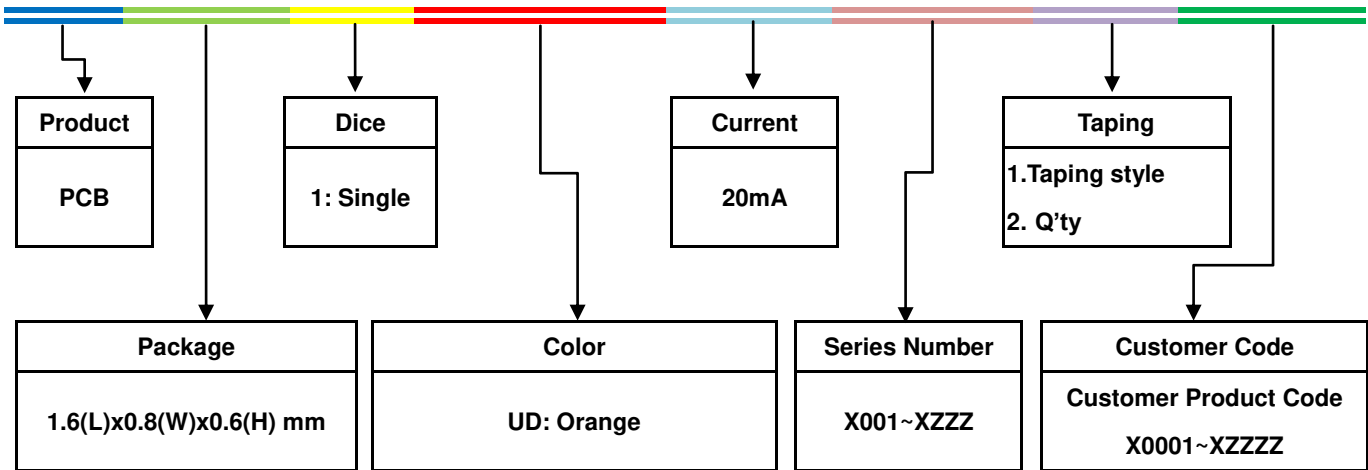 Product
PCB
Dice
1: Single
Current
20mA
Taping
1.Taping style
2. Q’ty
Package
1.6(L)x0.8(W)x0.6(H) mm
Color
UD: Orange
Series Number
X001~XZZZ
Customer Code
Customer Product Code
X0001~XZZZZ